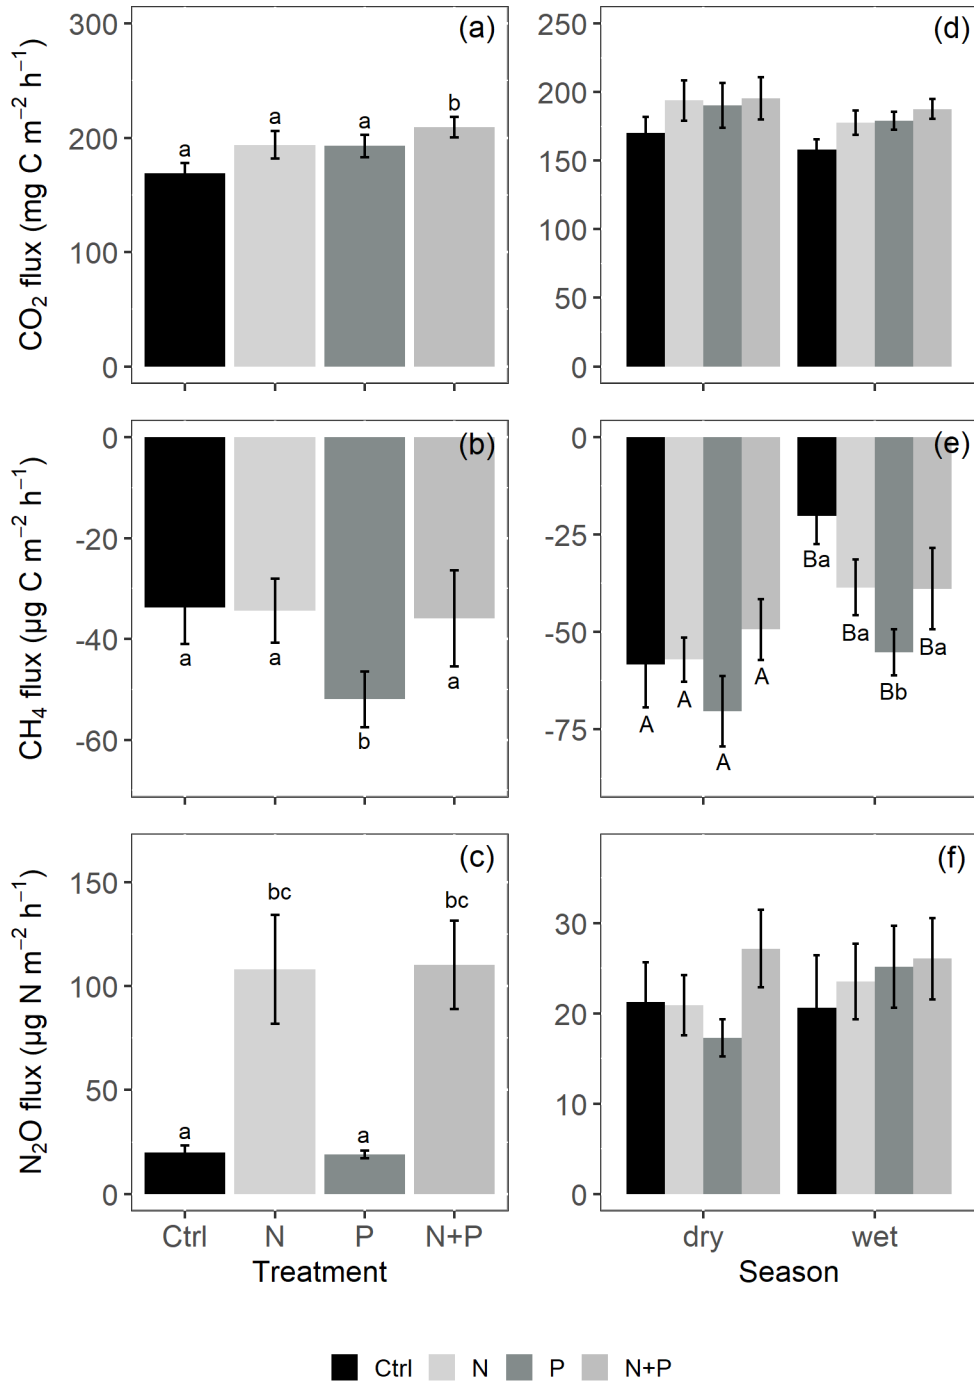 (a)
CO₂ flux (mg C m⁻² h⁻¹)
300
200
100
0
a
a
a
b
(d)
250
200
150
100
50
0
(b)
CH₄ flux (µg C m⁻² h⁻¹)
0
-20
-40
-60
a
a
b
a
(e)
0
-25
-50
-75
A
A
A
A
Ba
Ba
Bb
Ba
(c)
N₂O flux (µg N m⁻² h⁻¹)
150
100
50
0
a
bc
a
bc
Ctrl N P N+P
Treatment
(f)
30
20
10
0
dry wet
Season
Ctrl N P N+P